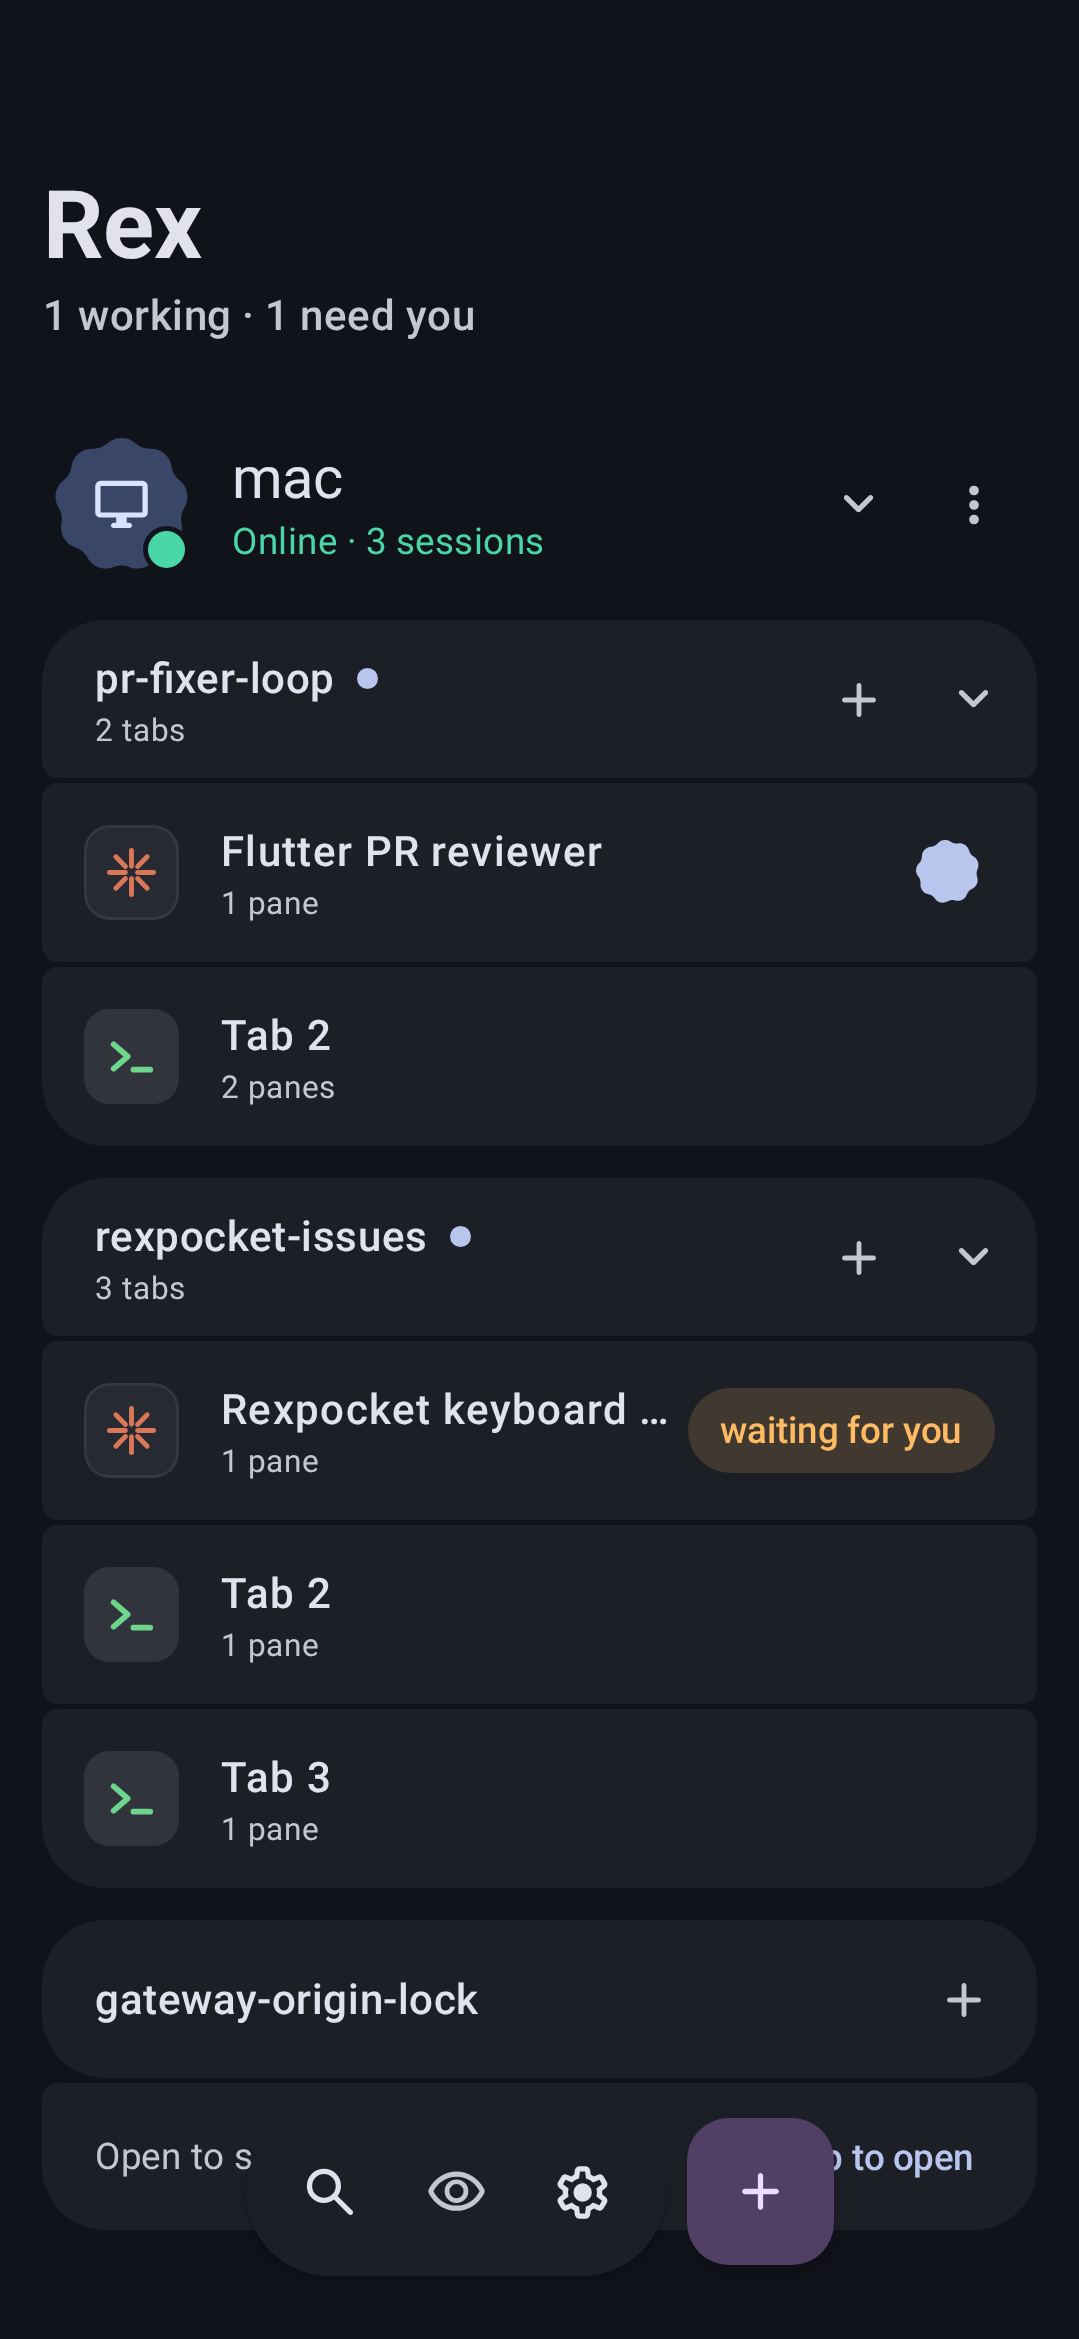 Rex
1 working · 1 need you
mac
Online · 3 sessions
pr-fixer-loop
2 tabs
Flutter PR reviewer
1 pane
Tab 2
2 panes
rexpocket-issues
3 tabs
Rexpocket keyboard …
waiting for you
1 pane
Tab 2
1 pane
Tab 3
1 pane
gateway-origin-lock
Open to
to open